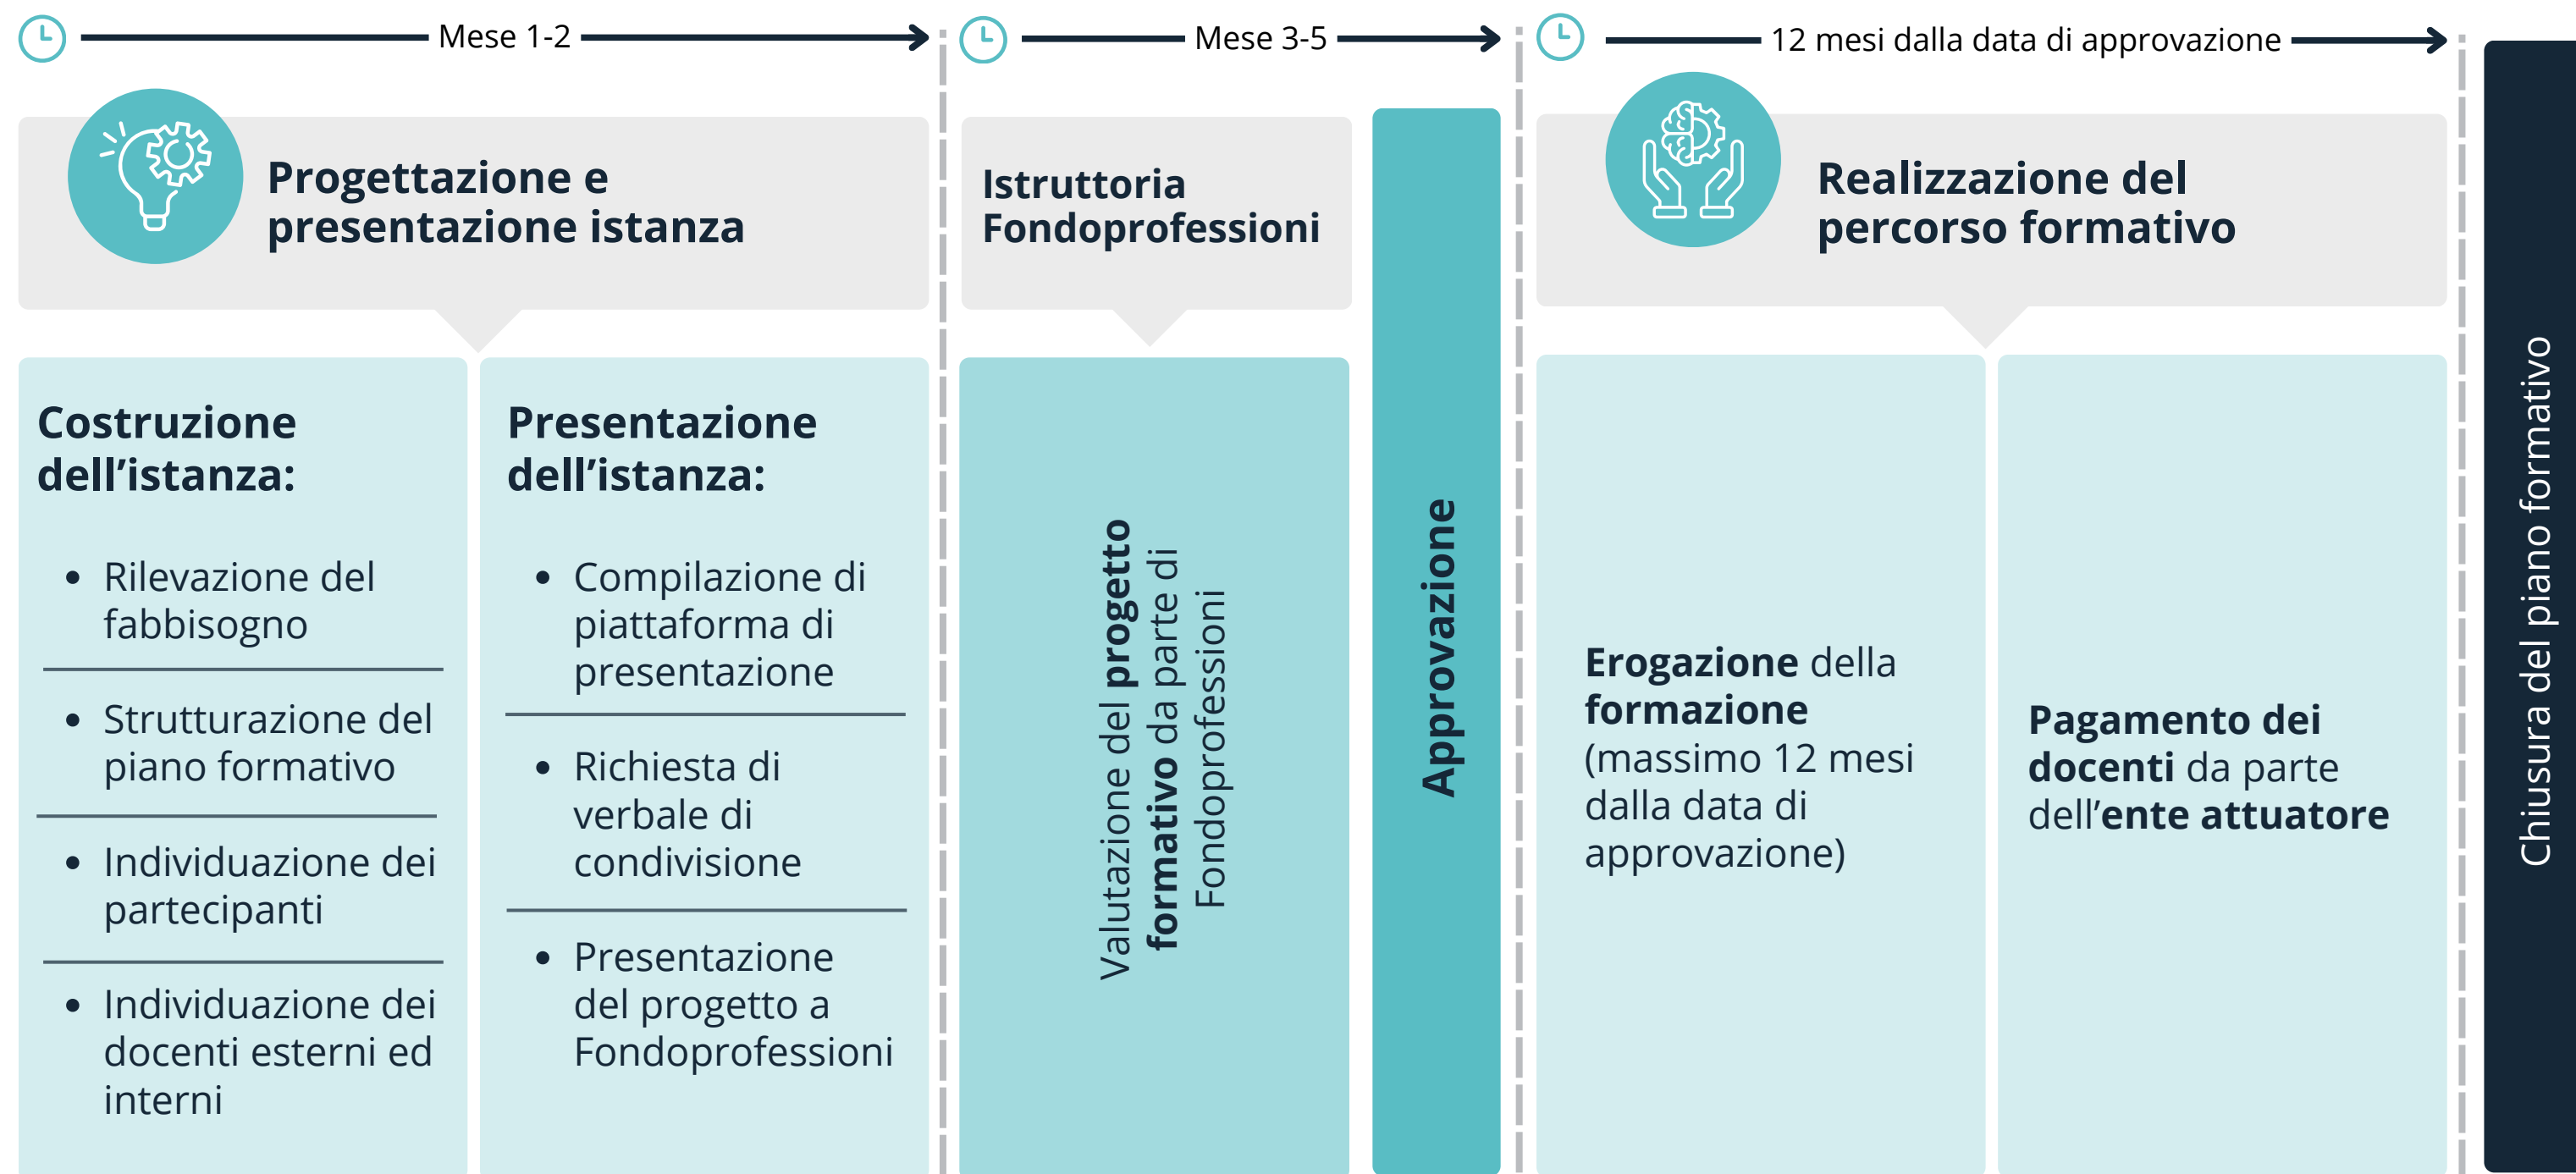 Mese 1-2
Mese 3-5
12 mesi dalla data di approvazione
Progettazione e
presentazione istanza
Istruttoria
Fondoprofessioni
Realizzazione del
percorso formativo
Costruzione
dell’istanza:
• Rilevazione del
fabbisogno
• Strutturazione del
piano formativo
• Individuazione dei
partecipanti
• Individuazione dei
docenti esterni ed
interni
Presentazione
dell’istanza:
• Compilazione di
piattaforma di
presentazione
• Richiesta di
verbale di
condivisione
• Presentazione
del progetto a
Fondoprofessioni
Valutazione del progetto
formativo da parte di
Fondoprofessioni
Approvazione
Erogazione della
formazione
(massimo 12 mesi
dalla data di
approvazione)
Pagamento dei
docenti da parte
dell’ente attuatore
Chiusura del piano formativo